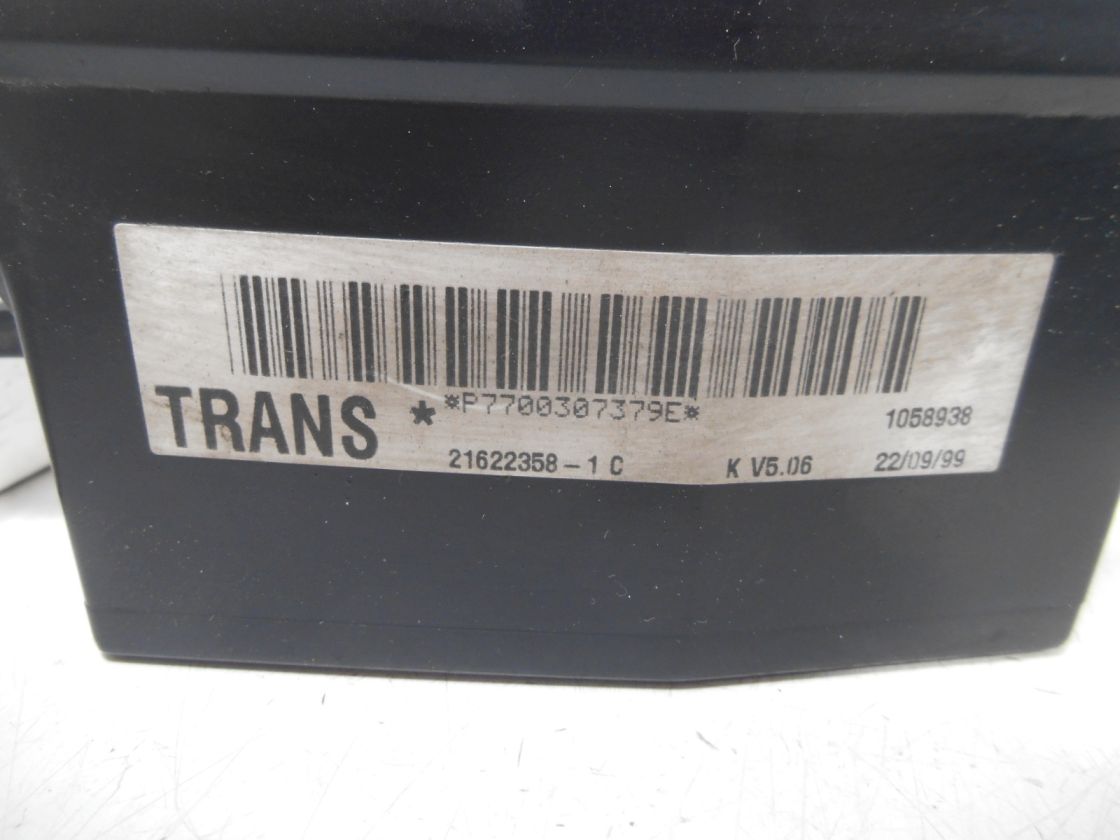 *P7700307379E*
TRANS * 1058938
21622358-1 C K V5.06 22/09/99